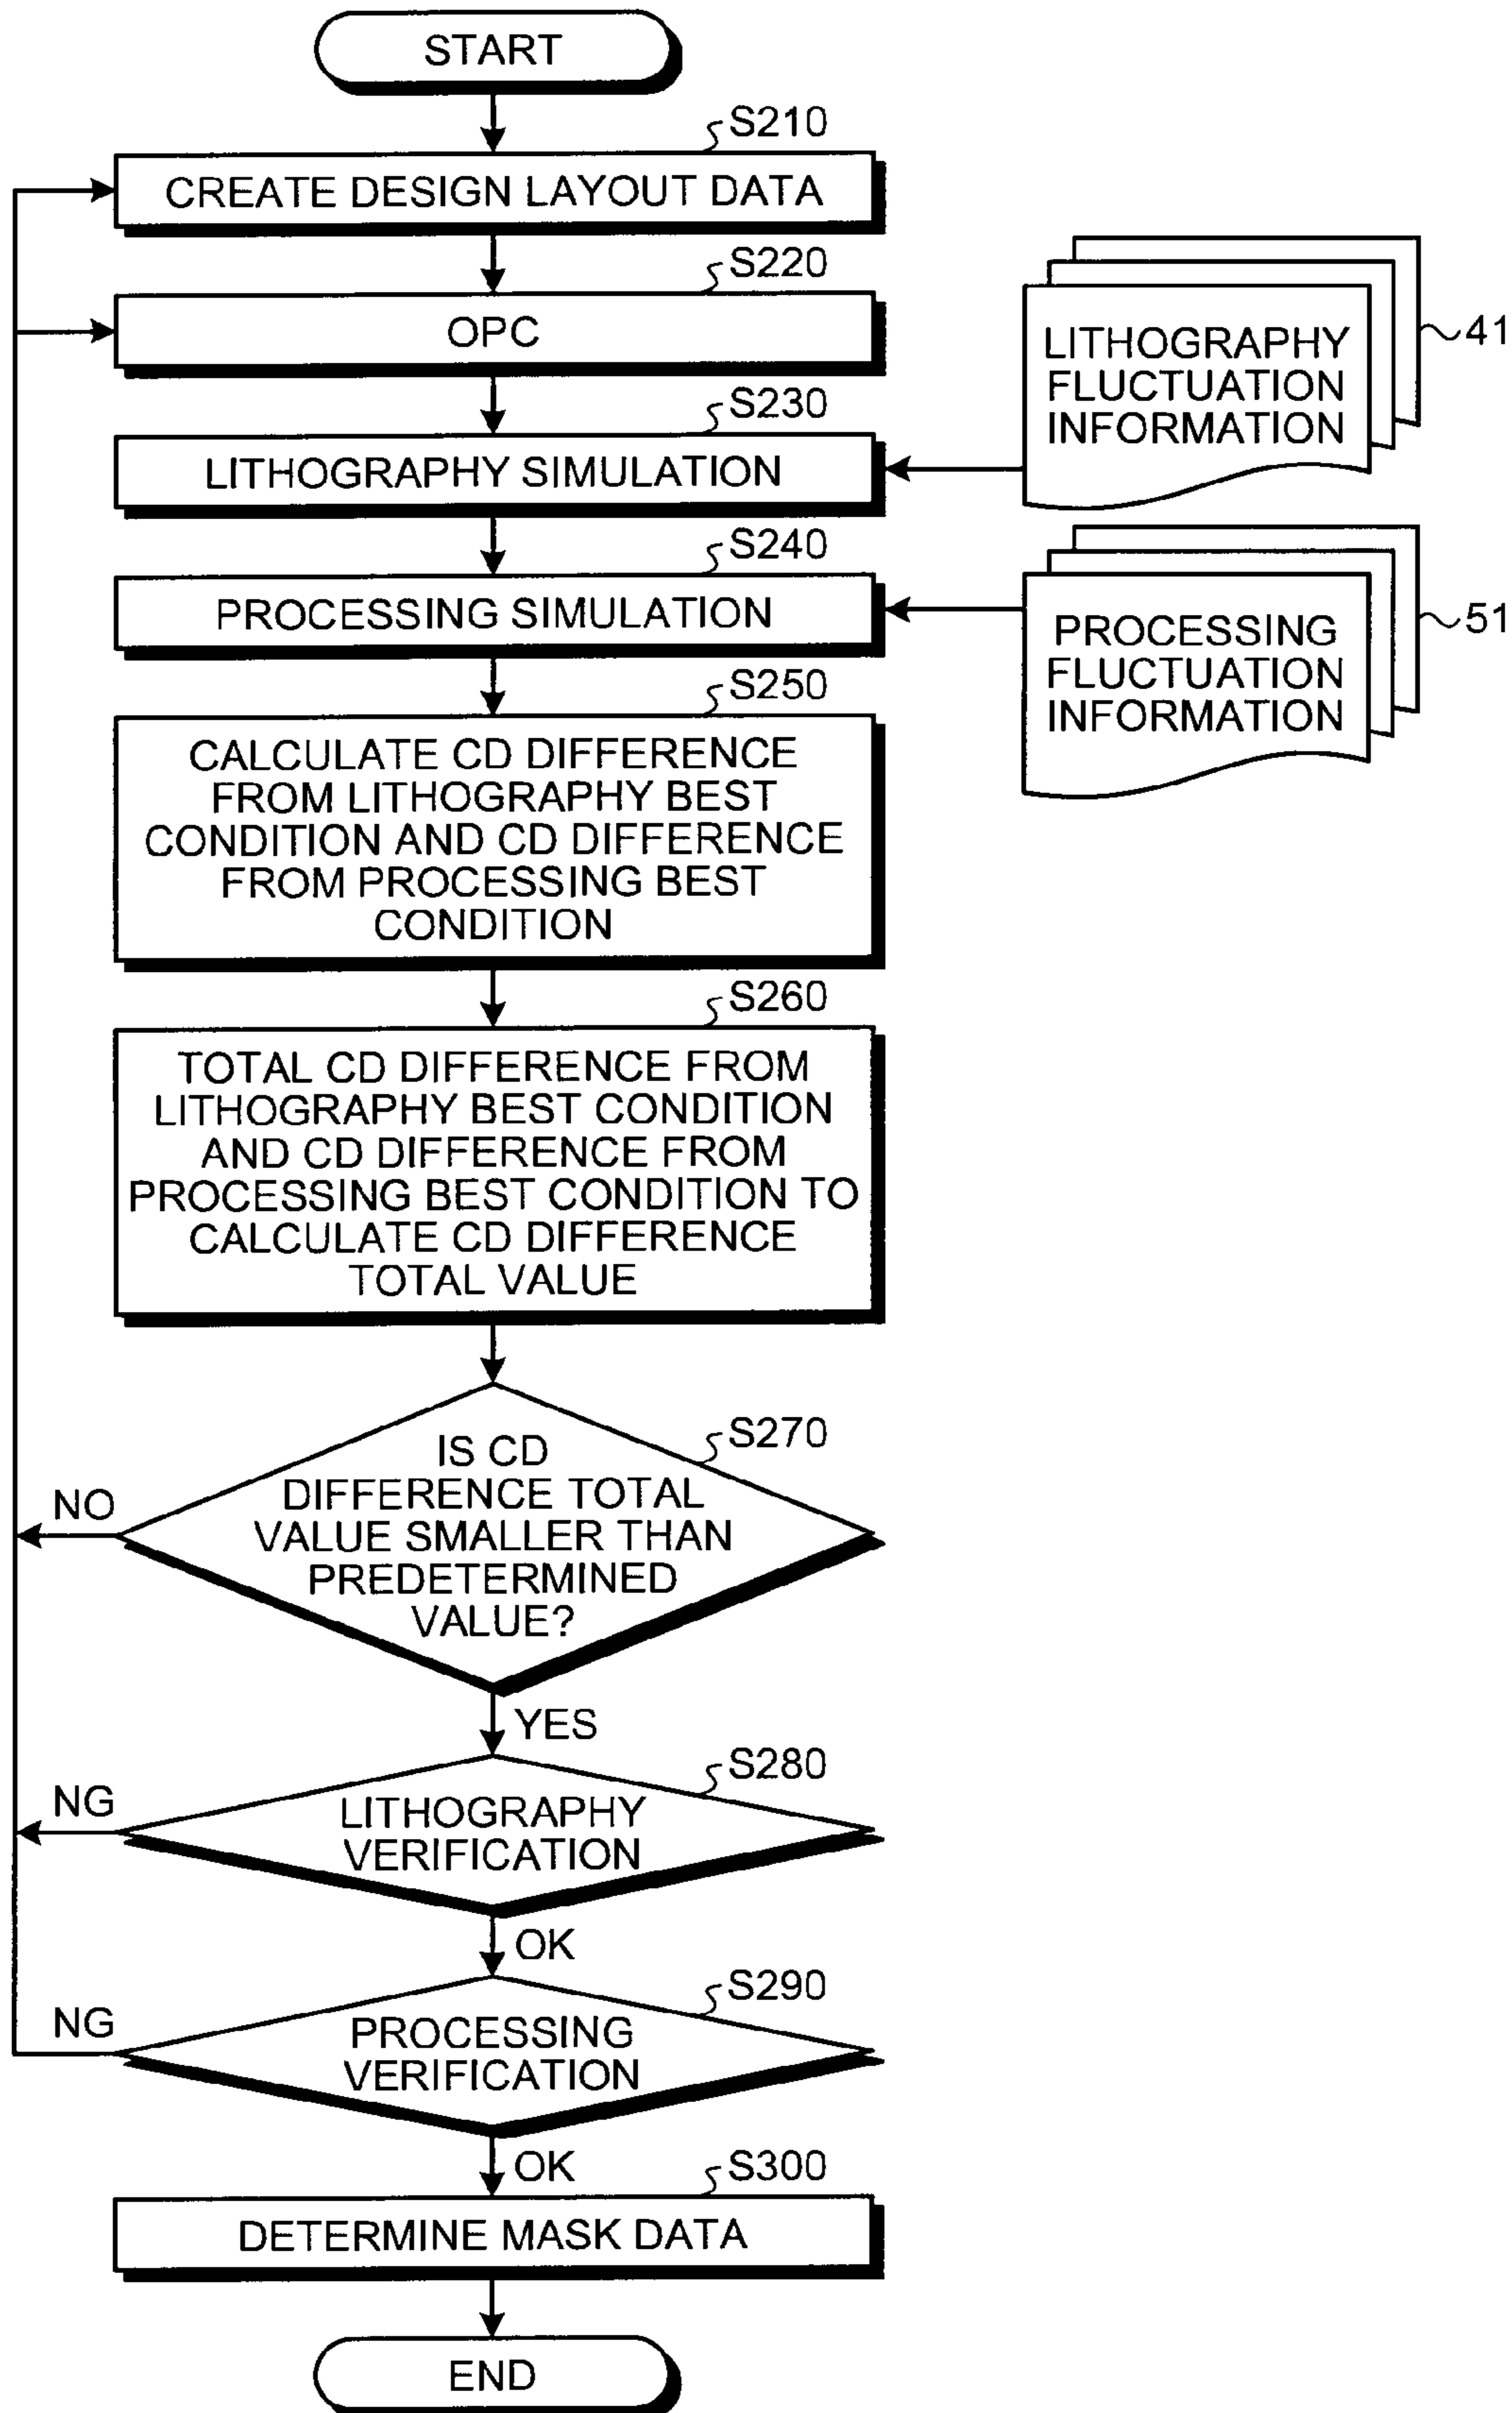 START
S210
CREATE DESIGN LAYOUT DATA
S220
OPC
S230
LITHOGRAPHY SIMULATION
LITHOGRAPHY
FLUCTUATION
INFORMATION
41
S240
PROCESSING SIMULATION
PROCESSING
FLUCTUATION
INFORMATION
51
S250
CALCULATE CD DIFFERENCE
FROM LITHOGRAPHY BEST
CONDITION AND CD DIFFERENCE
FROM PROCESSING BEST
CONDITION
S260
TOTAL CD DIFFERENCE FROM
LITHOGRAPHY BEST CONDITION
AND CD DIFFERENCE FROM
PROCESSING BEST CONDITION TO
CALCULATE CD DIFFERENCE
TOTAL VALUE
S270
IS CD
DIFFERENCE TOTAL
VALUE SMALLER THAN
PREDETERMINED
VALUE?
NO
YES
S280
LITHOGRAPHY
VERIFICATION
NG
OK
S290
PROCESSING
VERIFICATION
NG
OK
S300
DETERMINE MASK DATA
END